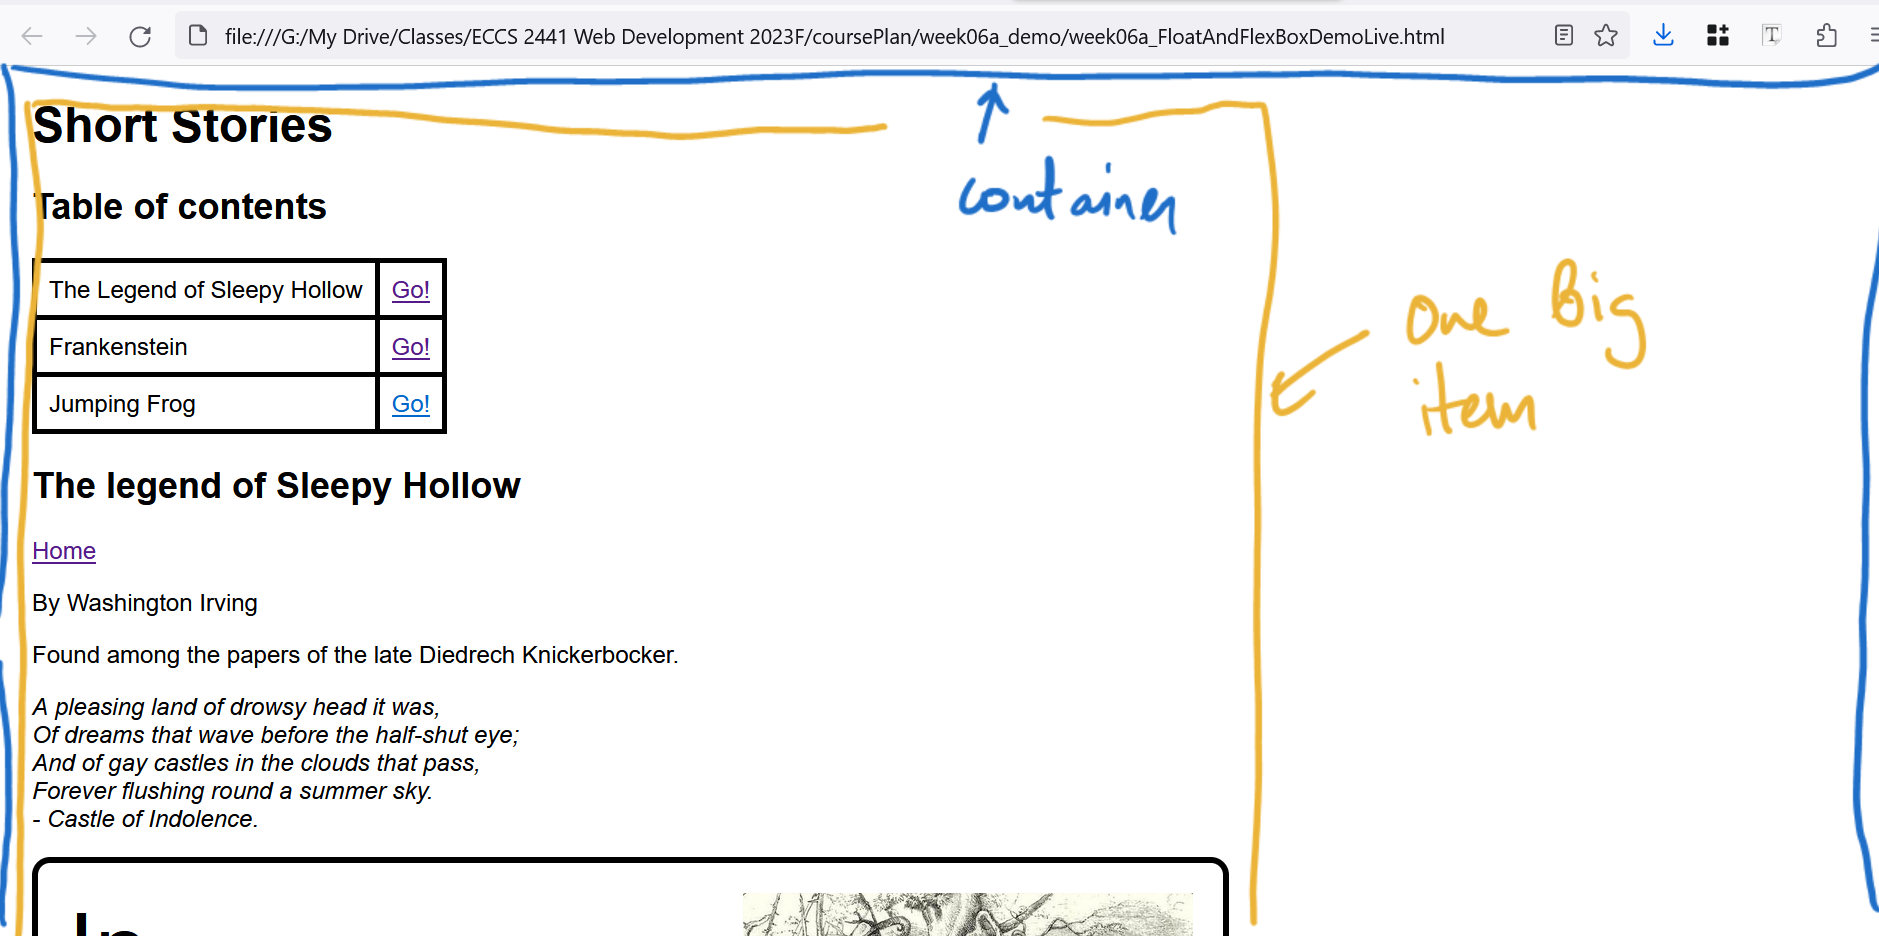 file:///G:/My Drive/Classes/ECCS 2441 Web Development 2023F/coursePlan/week06a_demo/week06a_FloatAndFlexBoxDemoLive.html
Short Stories
container
Table of contents
The Legend of Sleepy Hollow Go!
Frankenstein Go!
Jumping Frog Go!
one Big
item
The legend of Sleepy Hollow
Home
By Washington Irving
Found among the papers of the late Diedrech Knickerbocker.
A pleasing land of drowsy head it was,
Of dreams that wave before the half-shut eye;
And of gay castles in the clouds that pass,
Forever flushing round a summer sky.
- Castle of Indolence.
In